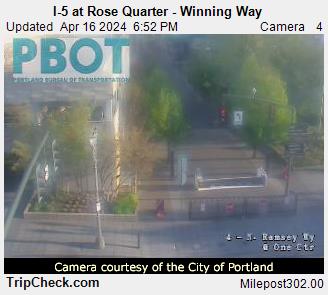 I-5 at Rose Quarter - Winning Way
Updated Apr 16 2024 6:52 PM Camera 4
PBOT
PORTLAND BUREAU OF TRANSPORTATION
4 - N. Ramsey Wy
@ One Ctr
Camera courtesy of the City of Portland
TripCheck.com Milepost302.00